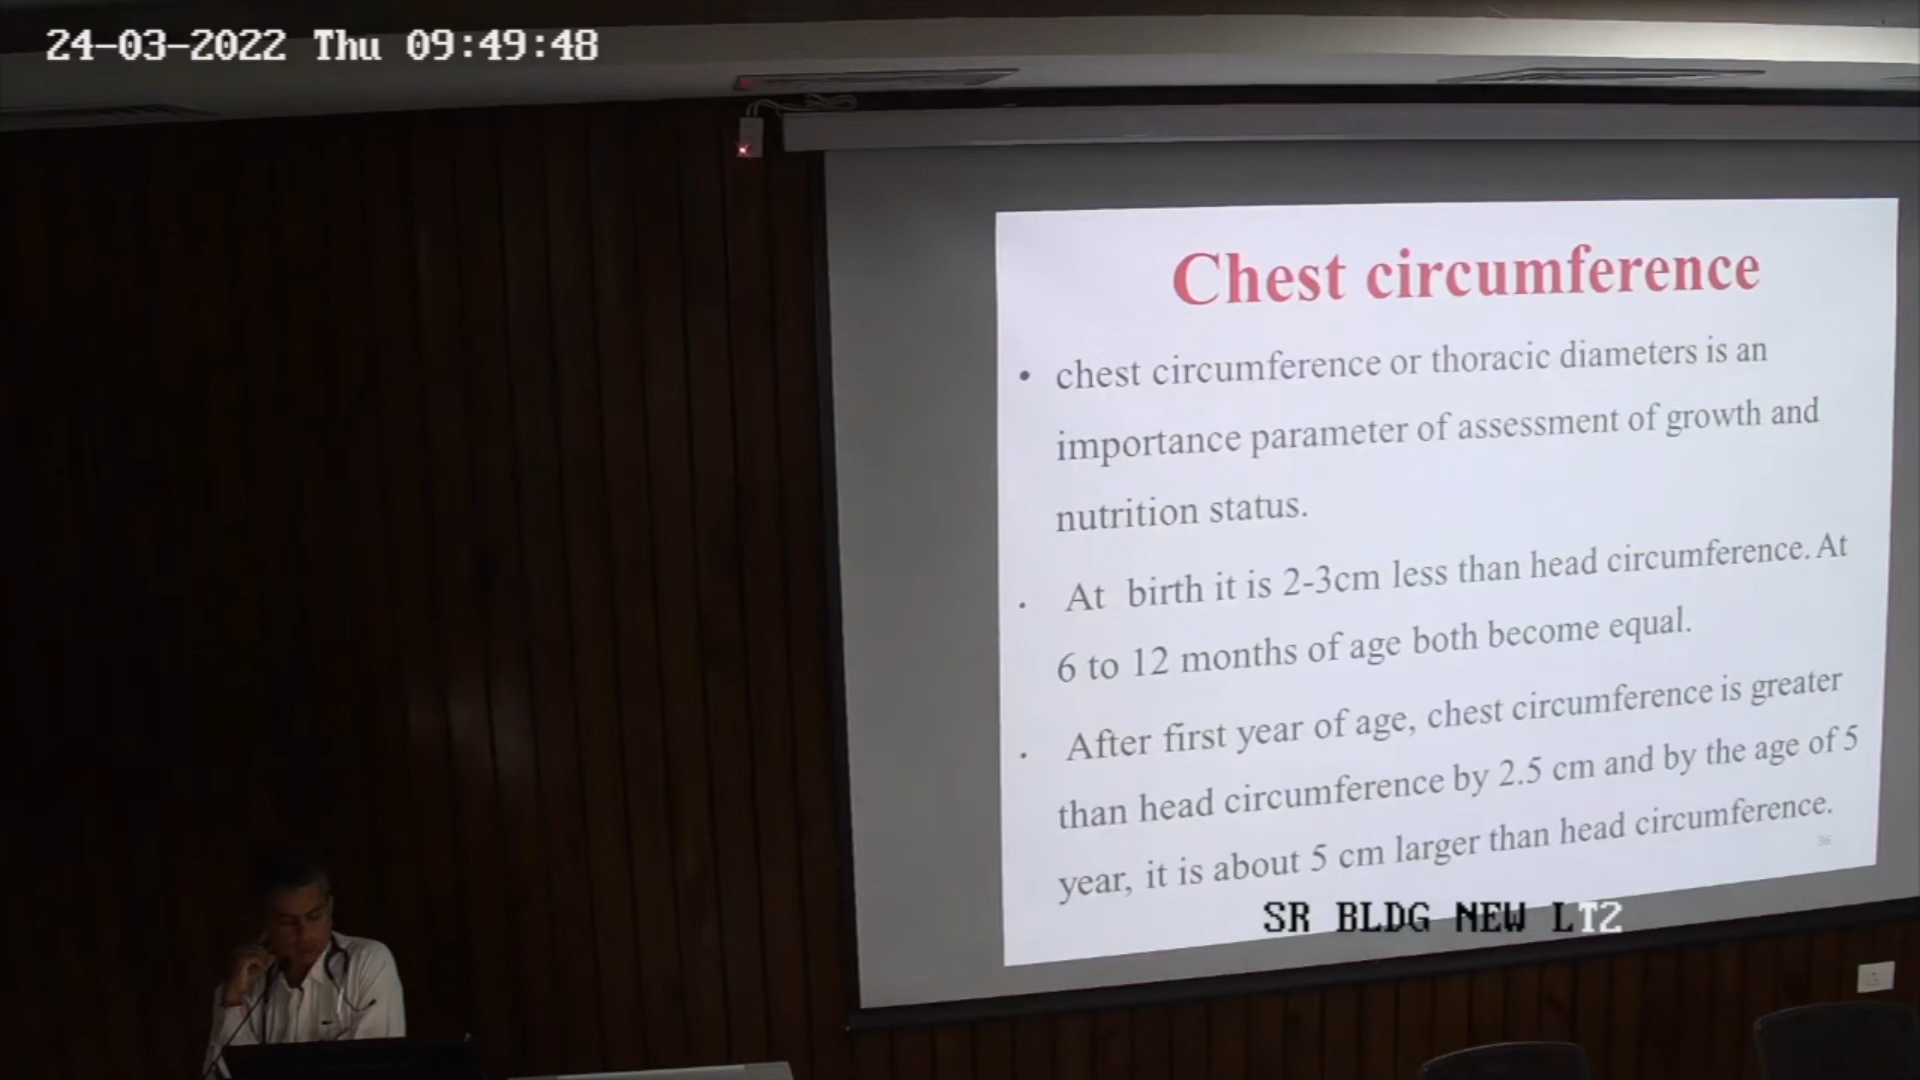 24-03-2022 Thu 09:49:48
Chest circumference
• chest circumference or thoracic diameters is an
importance parameter of assessment of growth and
nutrition status.
. At birth it is 2-3cm less than head circumference. At
6 to 12 months of age both become equal.
. After first year of age, chest circumference is greater
than head circumference by 2.5 cm and by the age of 5
year, it is about 5 cm larger than head circumference.
36
SR BLDG NEW LT2